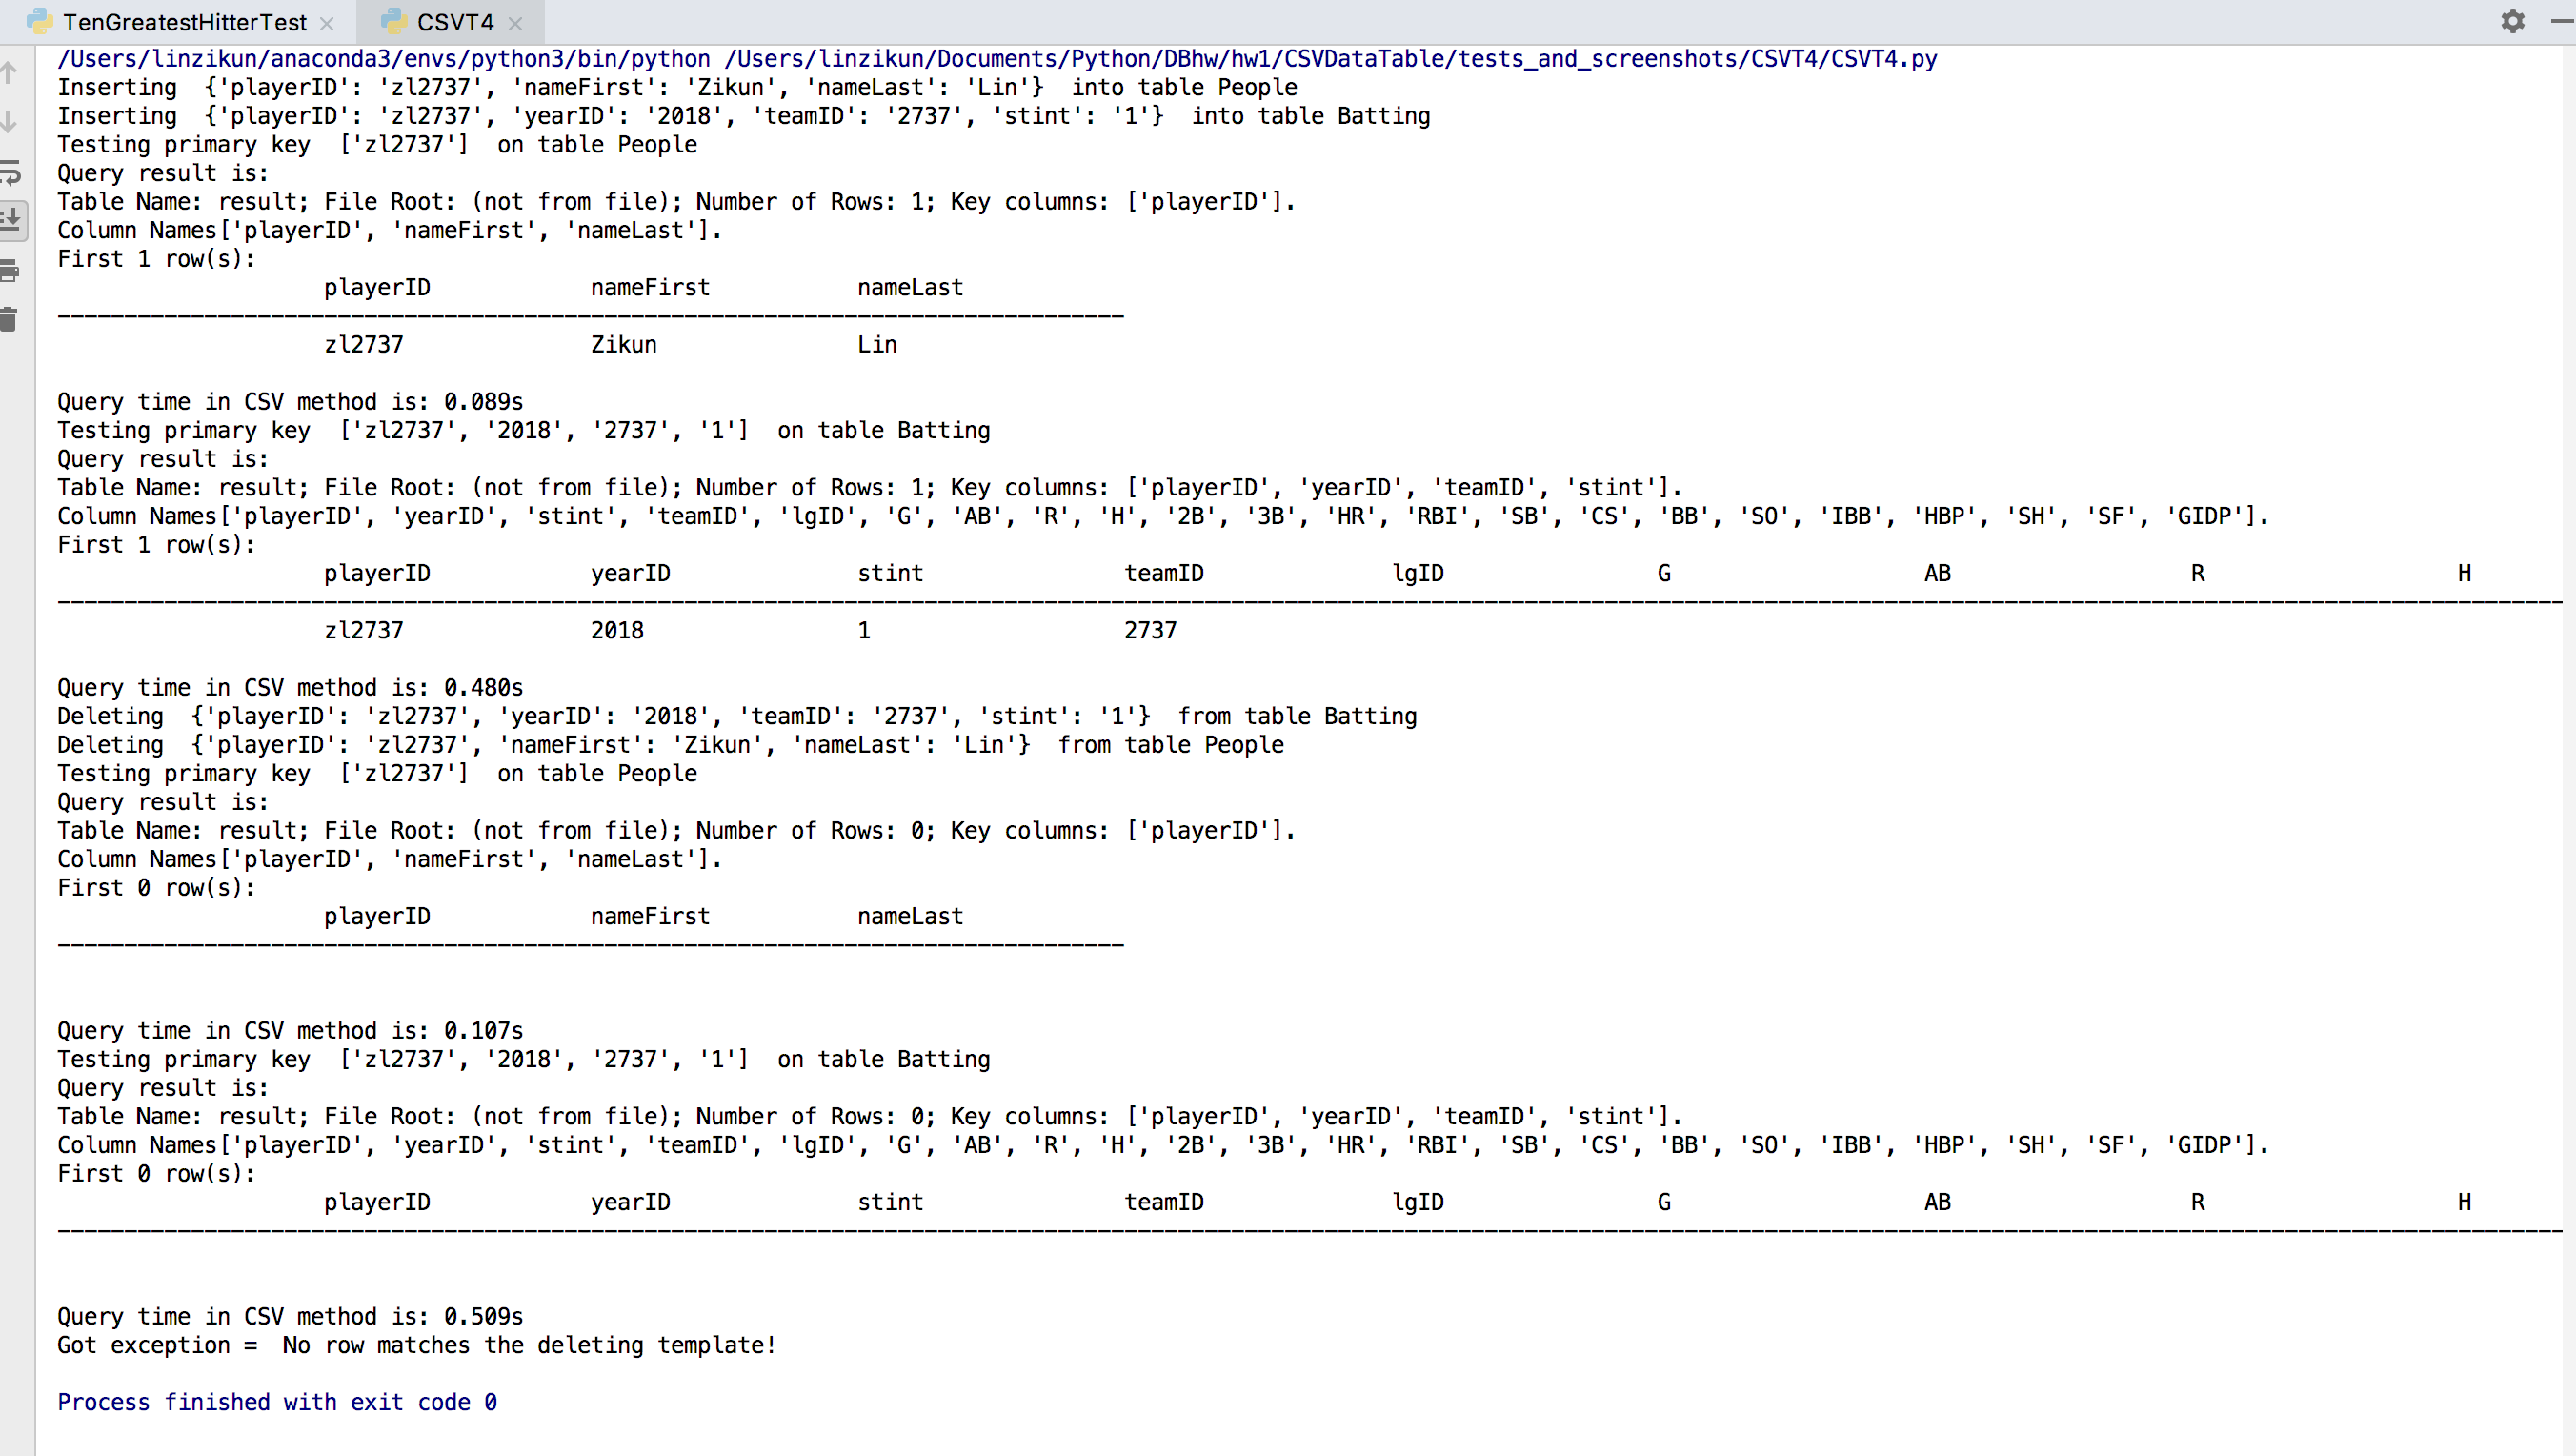 TenGreatestHitterTest CSVT4
/Users/linzikun/anaconda3/envs/python3/bin/python /Users/linzikun/Documents/Python/DBhw/hw1/CSVDataTable/tests_and_screenshots/CSVT4/CSVT4.py
Inserting  {'playerID': 'zl2737', 'nameFirst': 'Zikun', 'nameLast': 'Lin'}  into table People
Inserting  {'playerID': 'zl2737', 'yearID': '2018', 'teamID': '2737', 'stint': '1'}  into table Batting
Testing primary key  ['zl2737']  on table People
Query result is:
Table Name: result; File Root: (not from file); Number of Rows: 1; Key columns: ['playerID'].
Column Names['playerID', 'nameFirst', 'nameLast'].
First 1 row(s):
playerID nameFirst nameLast
--------------------------------------------------------------------------------
zl2737 Zikun Lin
Query time in CSV method is: 0.089s
Testing primary key  ['zl2737', '2018', '2737', '1']  on table Batting
Query result is:
Table Name: result; File Root: (not from file); Number of Rows: 1; Key columns: ['playerID', 'yearID', 'teamID', 'stint'].
Column Names['playerID', 'yearID', 'stint', 'teamID', 'lgID', 'G', 'AB', 'R', 'H', '2B', '3B', 'HR', 'RBI', 'SB', 'CS', 'BB', 'SO', 'IBB', 'HBP', 'SH', 'SF', 'GIDP'].
First 1 row(s):
playerID yearID stint teamID lgID G AB R H
--------------------------------------------------------------------------------
zl2737 2018 1 2737
Query time in CSV method is: 0.480s
Deleting  {'playerID': 'zl2737', 'yearID': '2018', 'teamID': '2737', 'stint': '1'}  from table Batting
Deleting  {'playerID': 'zl2737', 'nameFirst': 'Zikun', 'nameLast': 'Lin'}  from table People
Testing primary key  ['zl2737']  on table People
Query result is:
Table Name: result; File Root: (not from file); Number of Rows: 0; Key columns: ['playerID'].
Column Names['playerID', 'nameFirst', 'nameLast'].
First 0 row(s):
playerID nameFirst nameLast
--------------------------------------------------------------------------------
Query time in CSV method is: 0.107s
Testing primary key  ['zl2737', '2018', '2737', '1']  on table Batting
Query result is:
Table Name: result; File Root: (not from file); Number of Rows: 0; Key columns: ['playerID', 'yearID', 'teamID', 'stint'].
Column Names['playerID', 'yearID', 'stint', 'teamID', 'lgID', 'G', 'AB', 'R', 'H', '2B', '3B', 'HR', 'RBI', 'SB', 'CS', 'BB', 'SO', 'IBB', 'HBP', 'SH', 'SF', 'GIDP'].
First 0 row(s):
playerID yearID stint teamID lgID G AB R H
--------------------------------------------------------------------------------
Query time in CSV method is: 0.509s
Got exception =  No row matches the deleting template!
Process finished with exit code 0